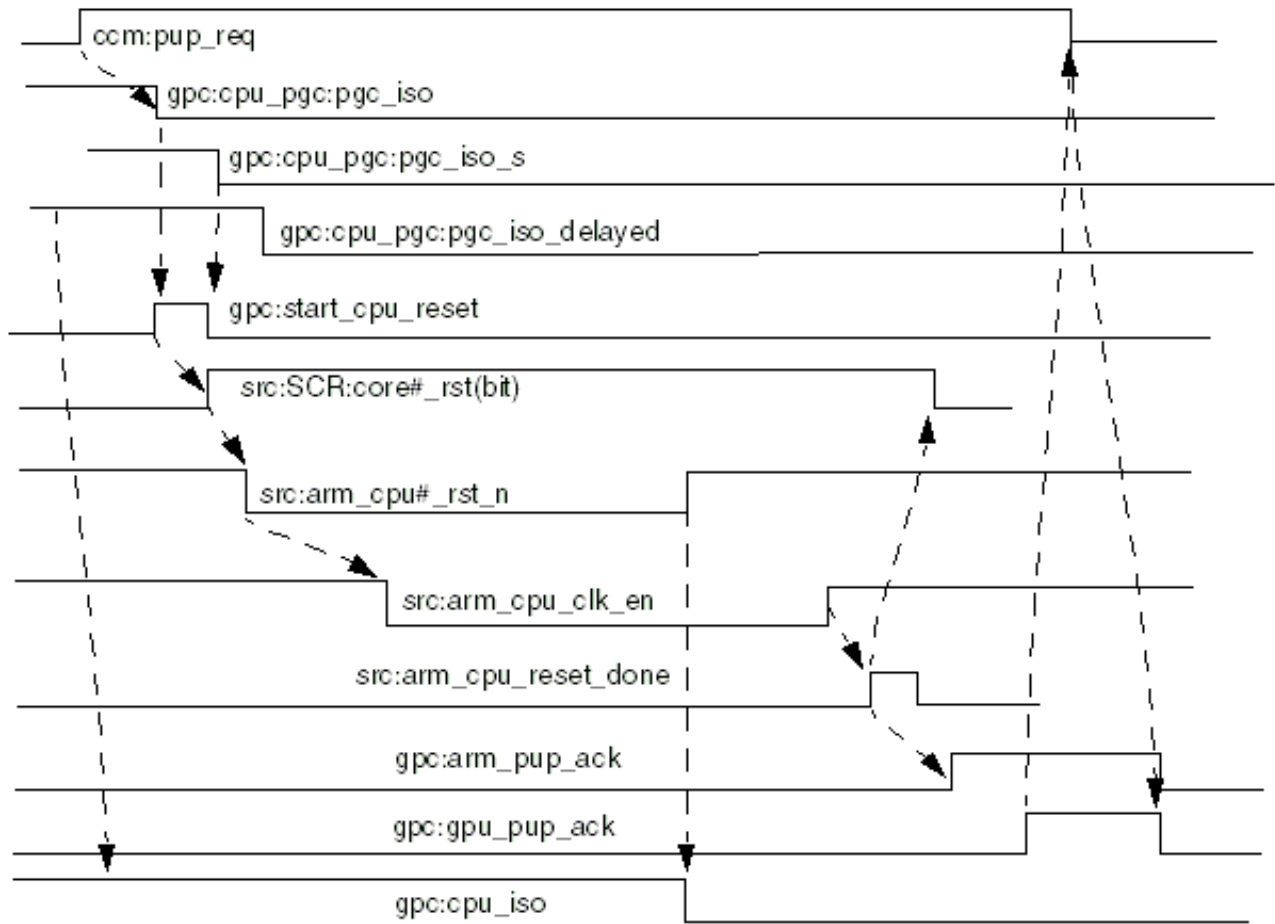 ccm:pup_req
gpc:cpu_pgc:pgc_iso
gpc:cpu_pgc:pgc_iso_s
gpc:cpu_pgc:pgc_iso_delayed
gpc:start_cpu_reset
src:SCR:core#_rst(bit)
src:arm_cpu#_rst_n
src:arm_cpu_clk_en
src:arm_cpu_reset_done
gpc:arm_pup_ack
gpc:gpu_pup_ack
gpc:cpu_iso